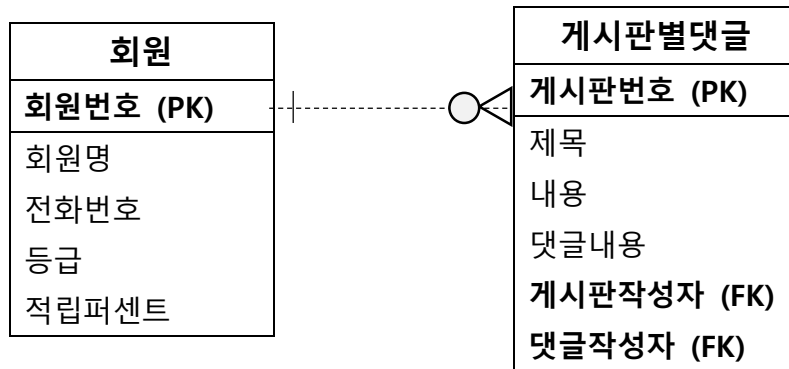 회원
회원번호 (PK)
회원명
전화번호
등급
적립퍼센트
게시판별댓글
게시판번호 (PK)
제목
내용
댓글내용
게시판작성자 (FK)
댓글작성자 (FK)